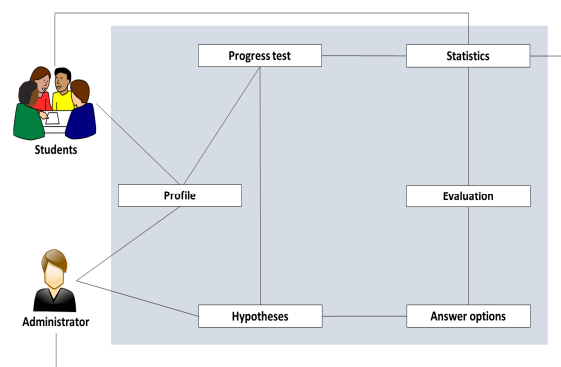 Progress test
Statistics
Students
Profile
Evaluation
Administrator
Hypotheses
Answer options